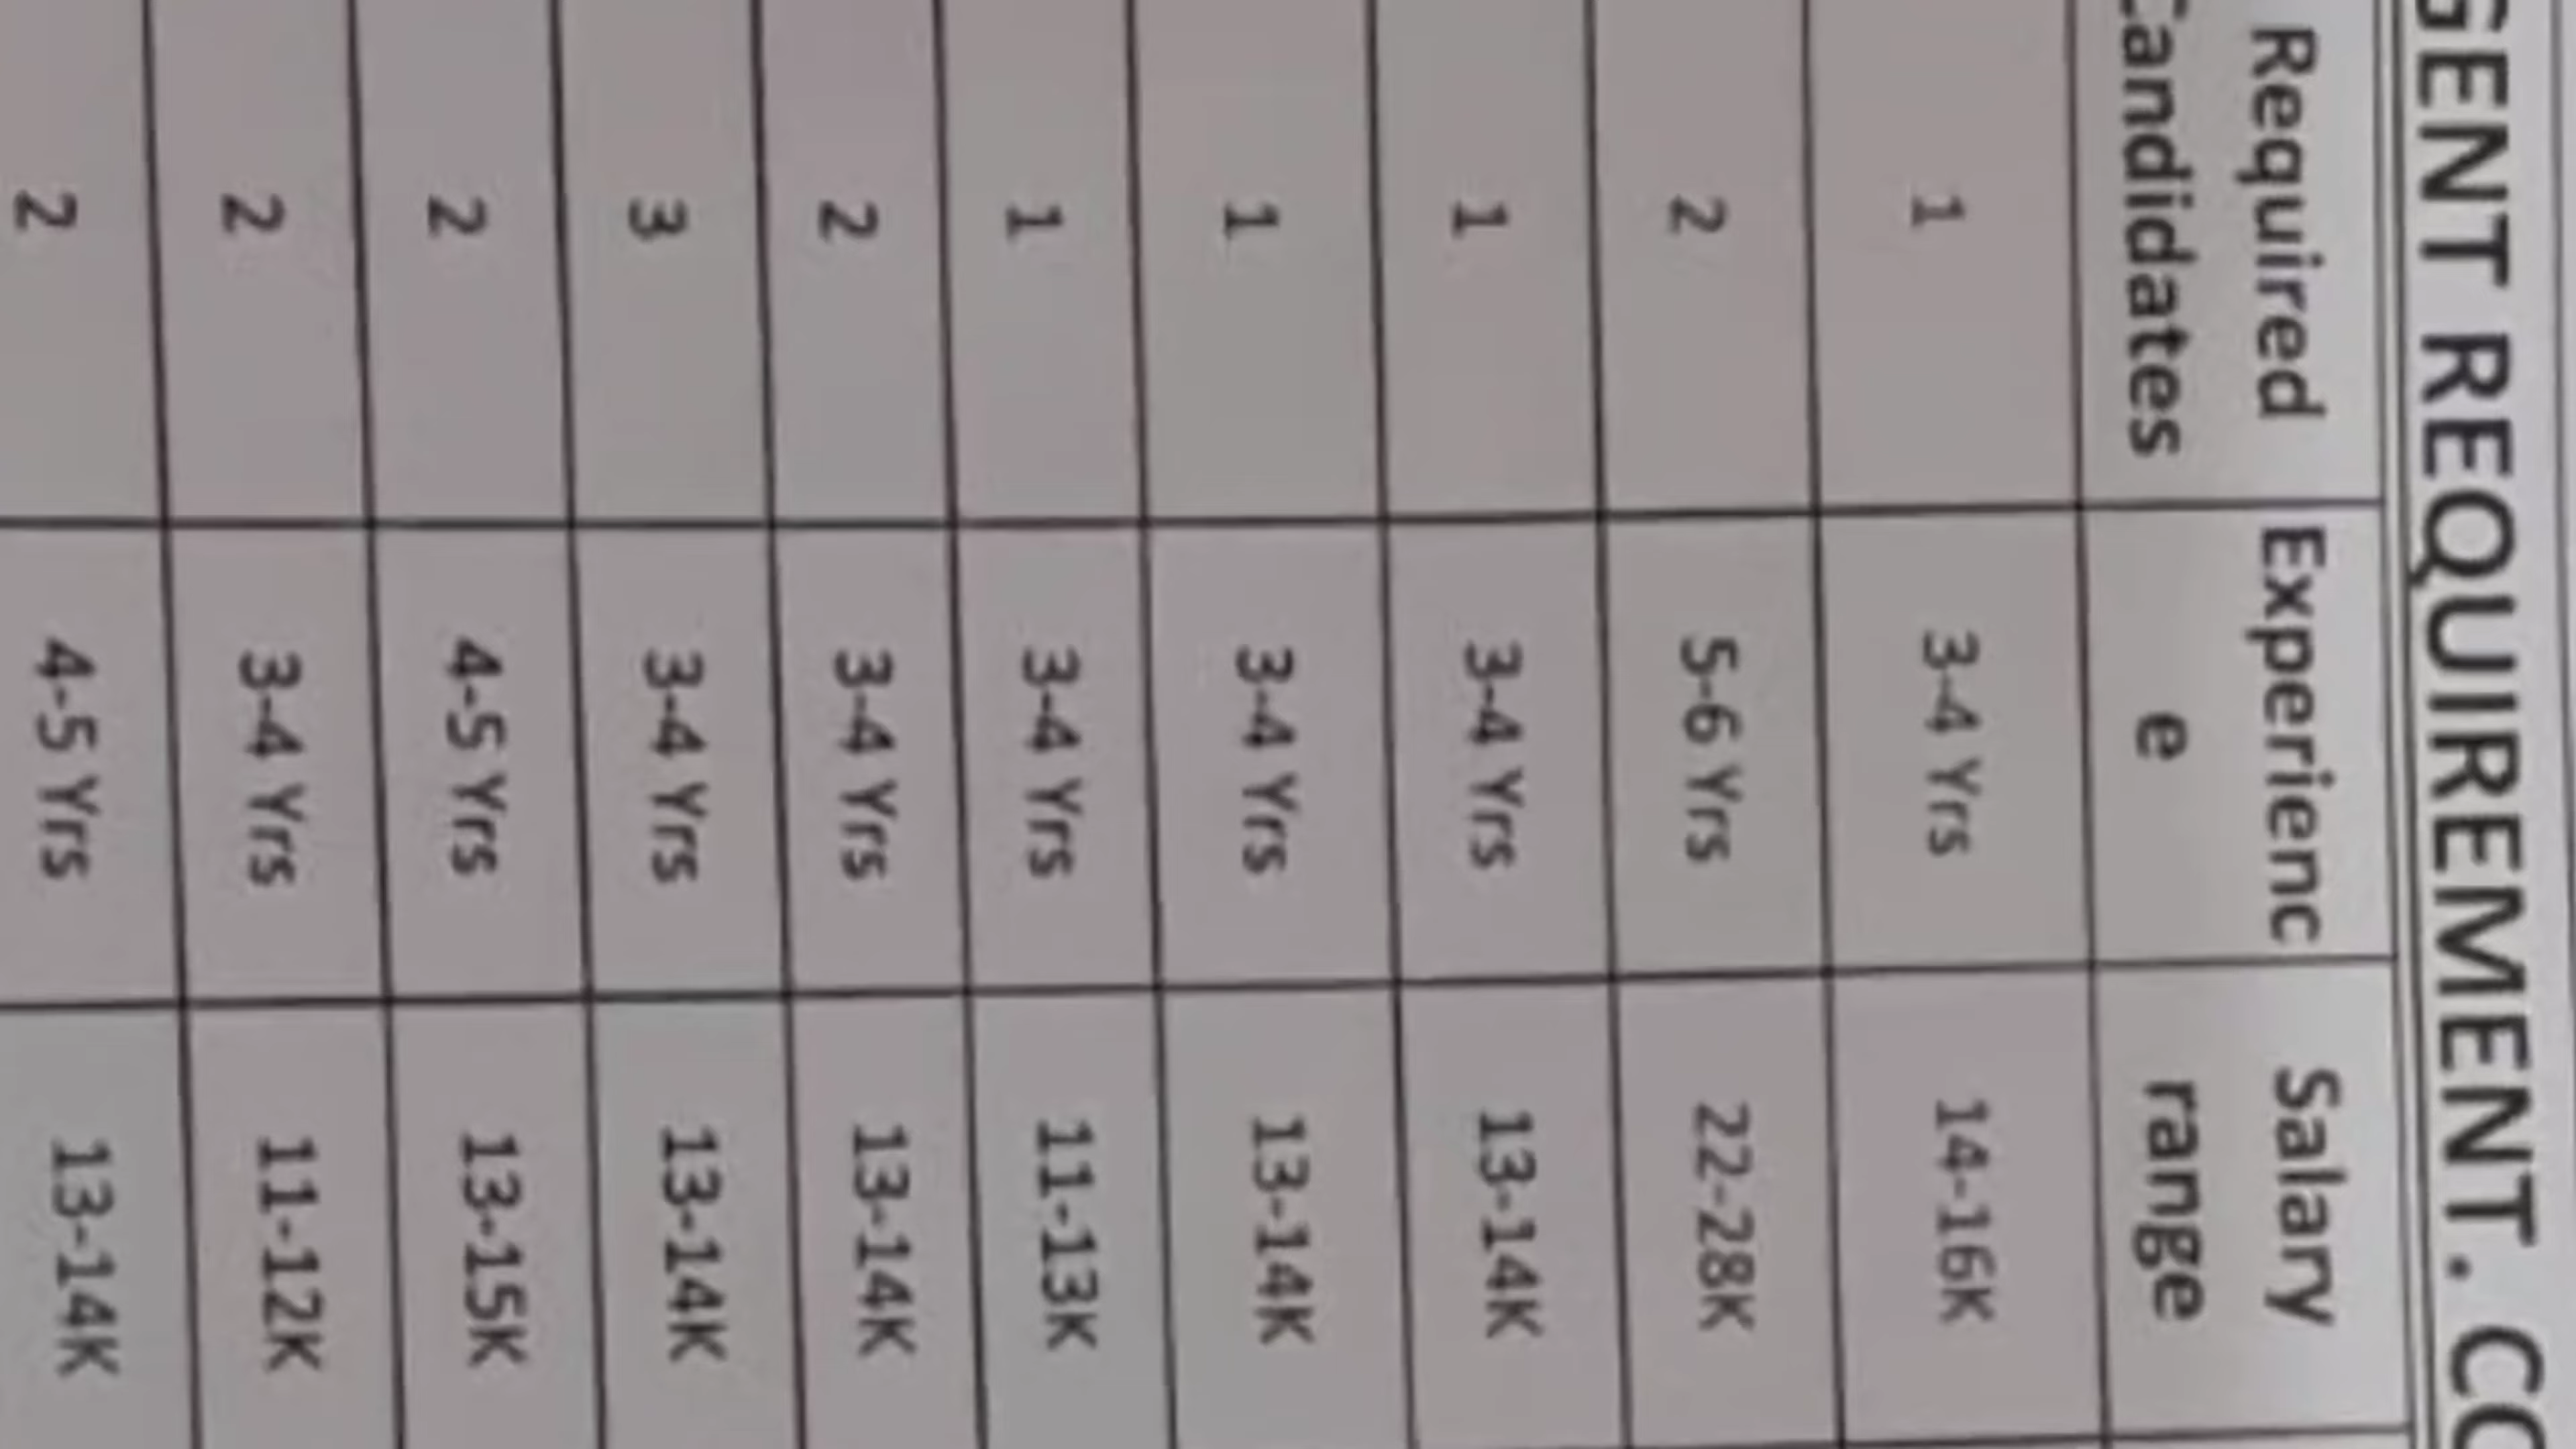 GENT REQUIREMENT. CO
Required Experienc Salary
Candidates e range
1 3-4 Yrs 14-16K
2 5-6 Yrs 22-28K
1 3-4 Yrs 13-14K
1 3-4 Yrs 13-14K
1 3-4 Yrs 11-13K
2 3-4 Yrs 13-14K
3 3-4 Yrs 13-14K
2 4-5 Yrs 13-15K
2 3-4 Yrs 11-12K
2 4-5 Yrs 13-14K